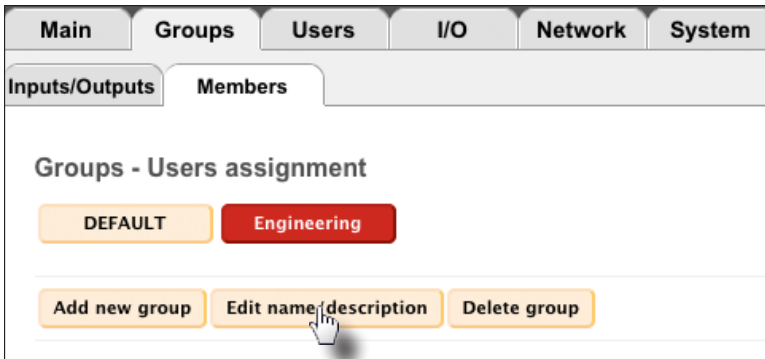 Main Groups Users I/O Network System
Inputs/Outputs Members
Groups - Users assignment
DEFAULT Engineering
Add new group Edit name/description Delete group